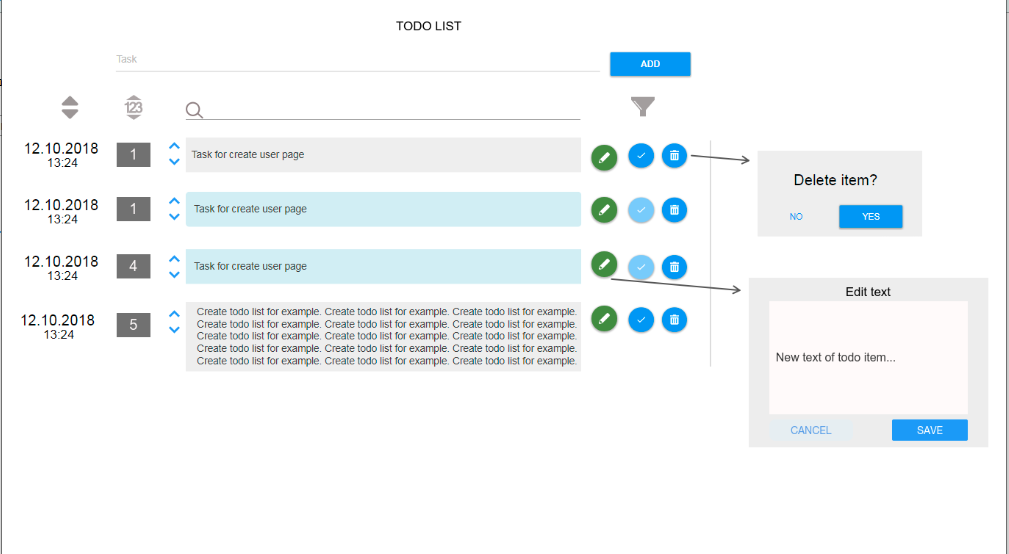 TODO LIST
Task
ADD
123
12.10.2018
13:24
1
Task for create user page
12.10.2018
13:24
1
Task for create user page
12.10.2018
13:24
4
Task for create user page
12.10.2018
13:24
5
Create todo list for example. Create todo list for example. Create todo list for example.
Create todo list for example. Create todo list for example. Create todo list for example.
Create todo list for example. Create todo list for example. Create todo list for example.
Create todo list for example. Create todo list for example. Create todo list for example.
Create todo list for example. Create todo list for example. Create todo list for example.
Delete item?
NO
YES
Edit text
New text of todo item...
CANCEL
SAVE